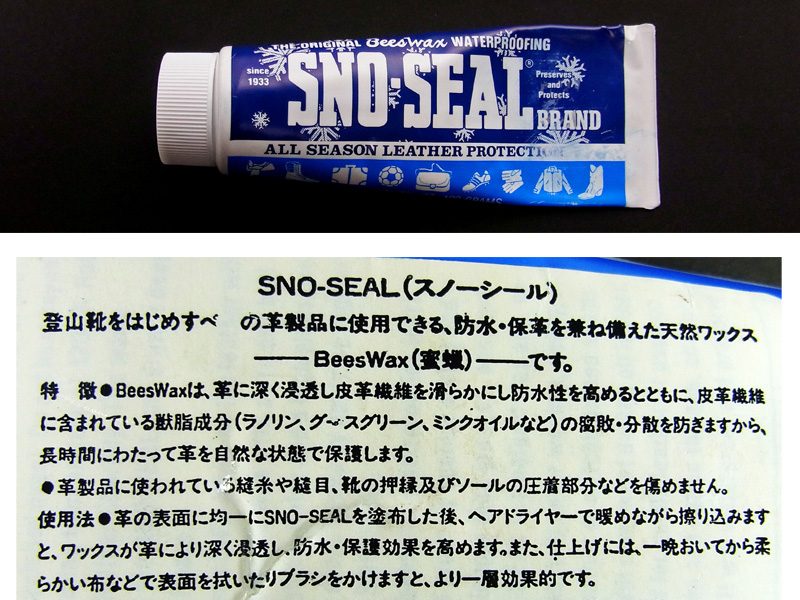 THE ORIGINAL BeesWax WATERPROOFING
since 1933
SNO-SEAL®
BRAND
Preserves and Protects
ALL SEASON LEATHER PROTECTI
SNO-SEAL(スノーシール)
登山靴をはじめすべ の革製品に使用できる、防水・保革を兼ね備えた天然ワックス
——BeesWax(蜜蠟)——です。
特 徴●BeesWaxは、革に深く浸透し皮革繊維を滑らかにし防水性を高めるとともに、皮革繊維
に含まれている獣脂成分(ラノリン、グースグリーン、ミンクオイルなど)の腐敗・分散を防ぎますから、
長時間にわたって革を自然な状態で保護します。
●革製品に使われている縫糸や縫目、靴の押縁及びソールの圧着部分などを傷めません。
使用法●革の表面に均一にSNO-SEALを塗布した後、ヘアドライヤーで暖めながら擦り込みます
と、ワックスが革により深く浸透し、防水・保護効果を高めます。また、仕上げには、一晩おいてから柔
らかい布などで表面を拭いたりブラシをかけますと、より一層効果的です。